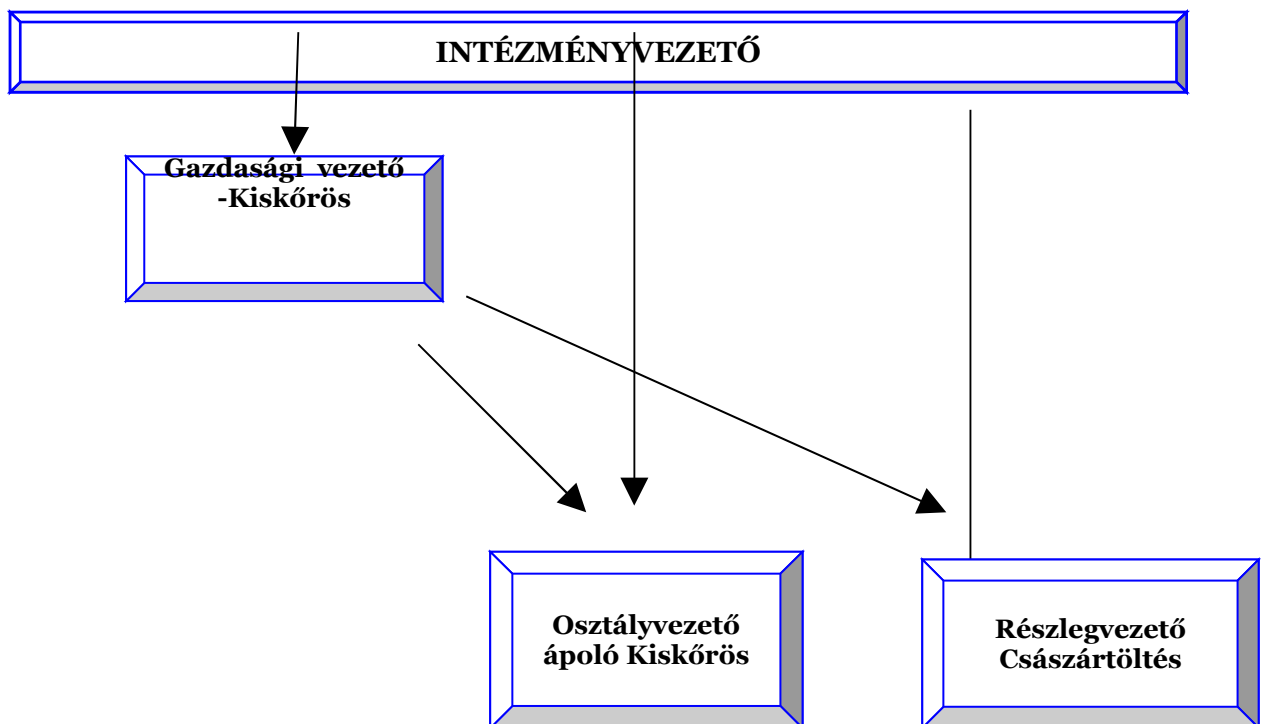 INTÉZMÉNYVEZETŐ
Gazdasági vezető
-Kiskőrös
Osztályvezető
ápoló Kiskőrös
Részlegvezető
Császártöltés